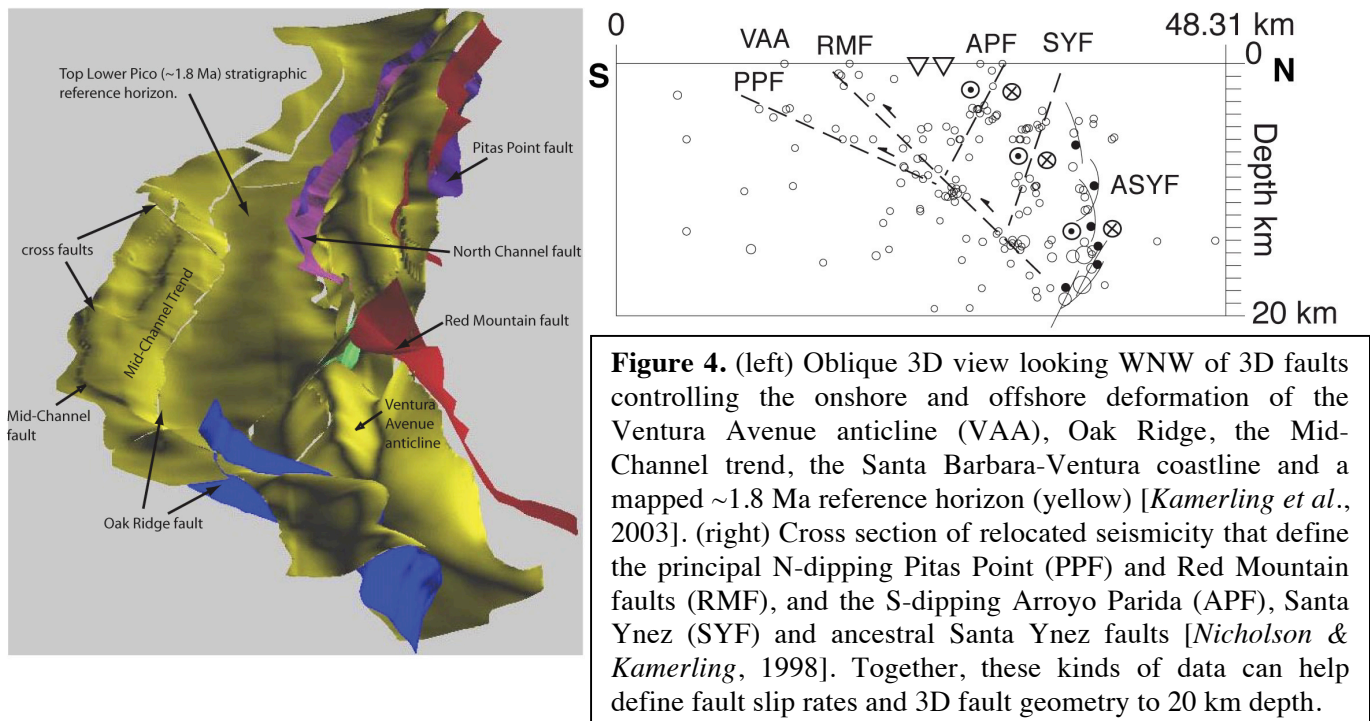 Top Lower Pico (~1.8 Ma) stratigraphic
reference horizon.
Pitas Point fault
cross faults
North Channel fault
Mid-Channel Trend
Red Mountain fault
Mid-Channel
fault
Ventura
Avenue
anticline
Oak Ridge fault
0
48.31 km
VAA
RMF
APF
SYF
0
S
PPF
N
ASYF
Depth km
20 km
Figure 4. (left) Oblique 3D view looking WNW of 3D faults
controlling the onshore and offshore deformation of the
Ventura Avenue anticline (VAA), Oak Ridge, the Mid-
Channel trend, the Santa Barbara-Ventura coastline and a
mapped ~1.8 Ma reference horizon (yellow) [Kamerling et al.,
2003]. (right) Cross section of relocated seismicity that define
the principal N-dipping Pitas Point (PPF) and Red Mountain
faults (RMF), and the S-dipping Arroyo Parida (APF), Santa
Ynez (SYF) and ancestral Santa Ynez faults [Nicholson &
Kamerling, 1998]. Together, these kinds of data can help
define fault slip rates and 3D fault geometry to 20 km depth.